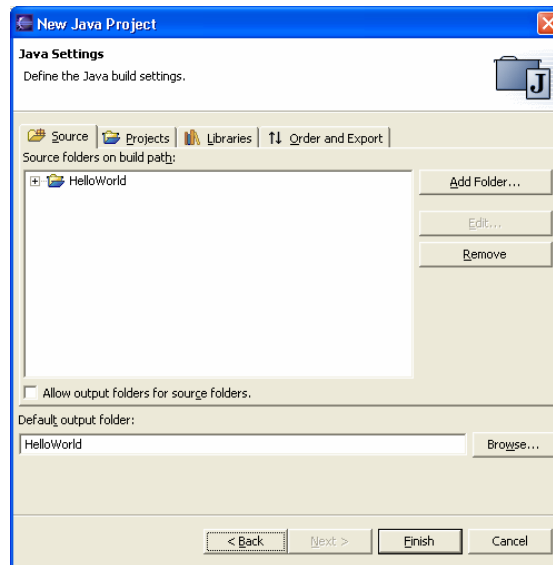 New Java Project
Java Settings
Define the Java build settings.
J
Source Projects Libraries Order and Export
Source folders on build path:
HelloWorld
Add Folder...
Edit...
Remove
Allow output folders for source folders.
Default output folder:
HelloWorld Browse...
< Back Next > Finish Cancel